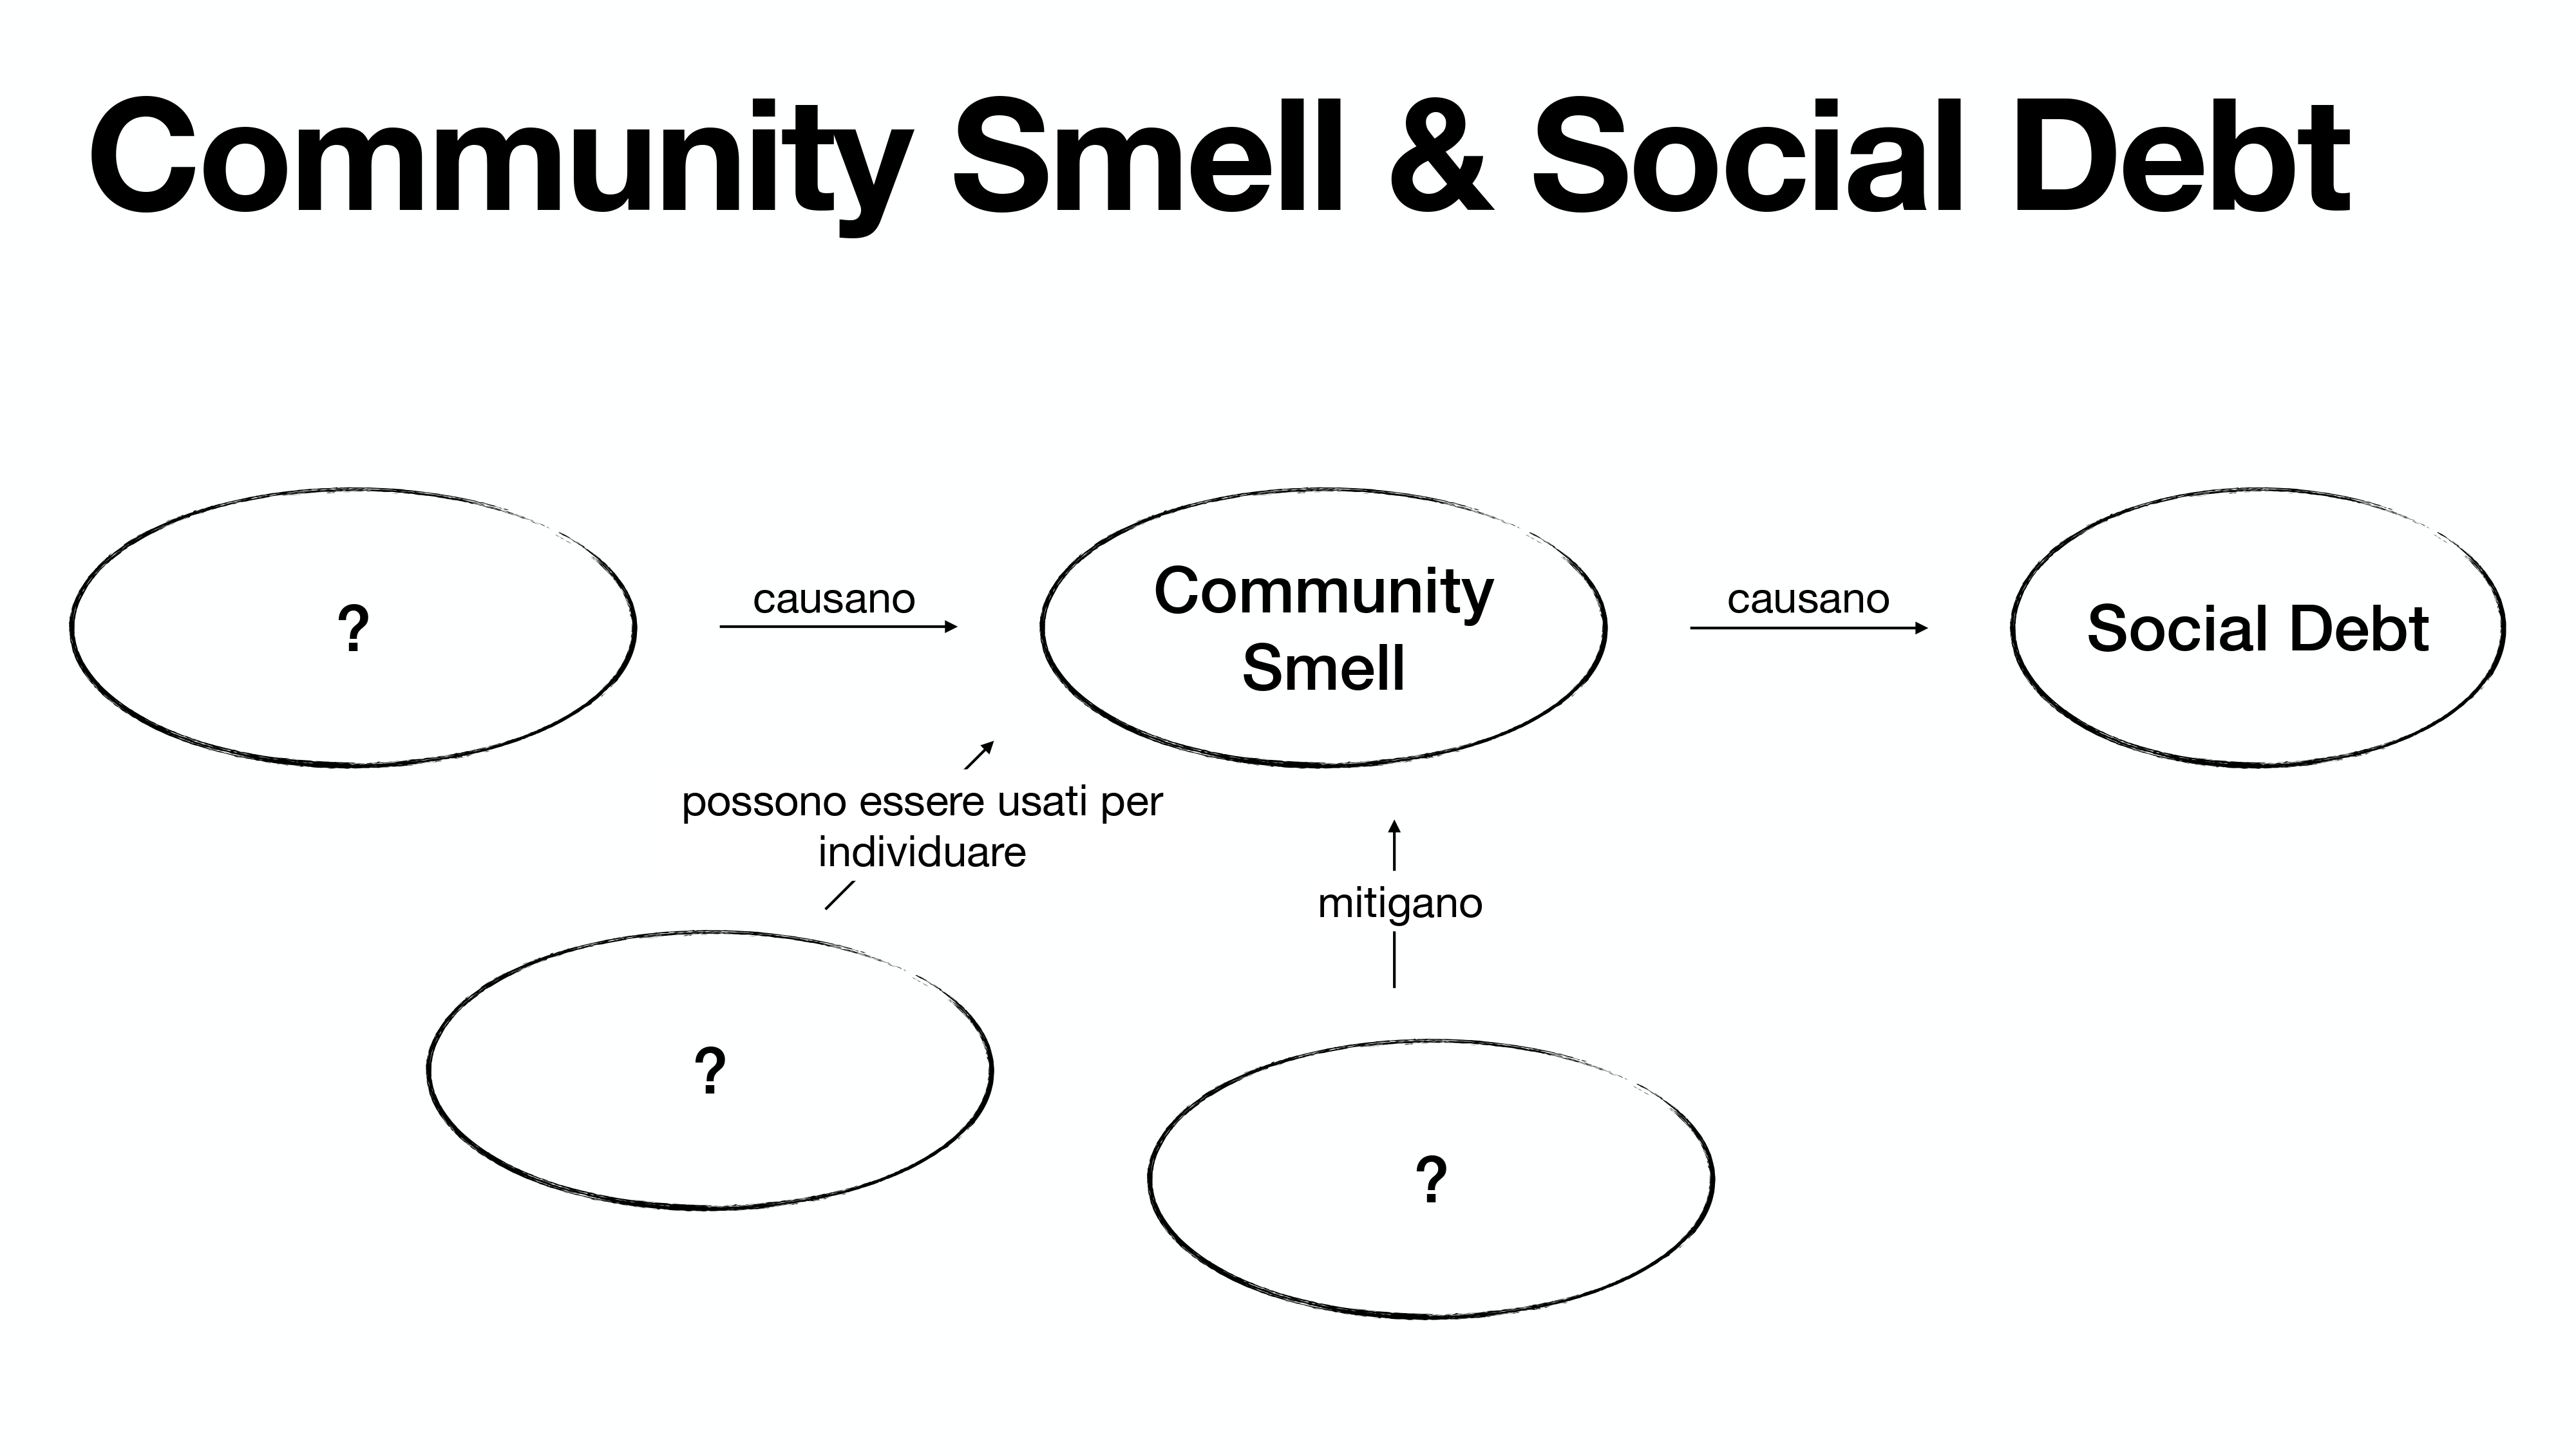 Community Smell & Social Debt
?
causano
Community
Smell
causano
Social Debt
possono essere usati per
individuare
mitigano
?
?